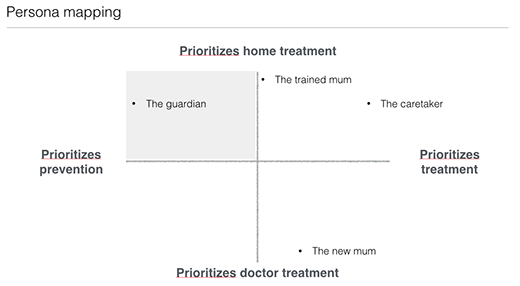 Persona mapping
Prioritizes home treatment
• The trained mum
• The guardian
• The caretaker
Prioritizes
prevention
Prioritizes
treatment
• The new mum
Prioritizes doctor treatment